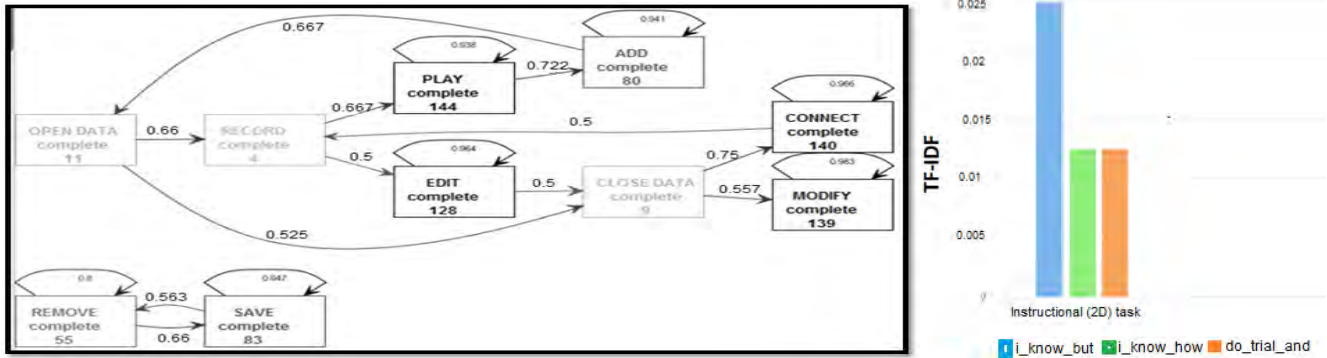 0.667
0.938
0.941
PLAY
complete
144
0.722
ADD
complete
80
OPEN DATA
complete
11
0.66
RECORD
complete
4
0.667
0.5
0.5
0.964
EDIT
complete
128
0.5
CLOSE DATA
complete
9
0.75
0.966
CONNECT
complete
140
0.557
0.983
MODIFY
complete
139
0.525
0.8
REMOVE
complete
55
0.563
0.66
0.947
SAVE
complete
83
TF-IDF
0.025
0.02
0.015
0.01
0.005
Instructional (2D) task
i_know_but i_know_how do_trial_and